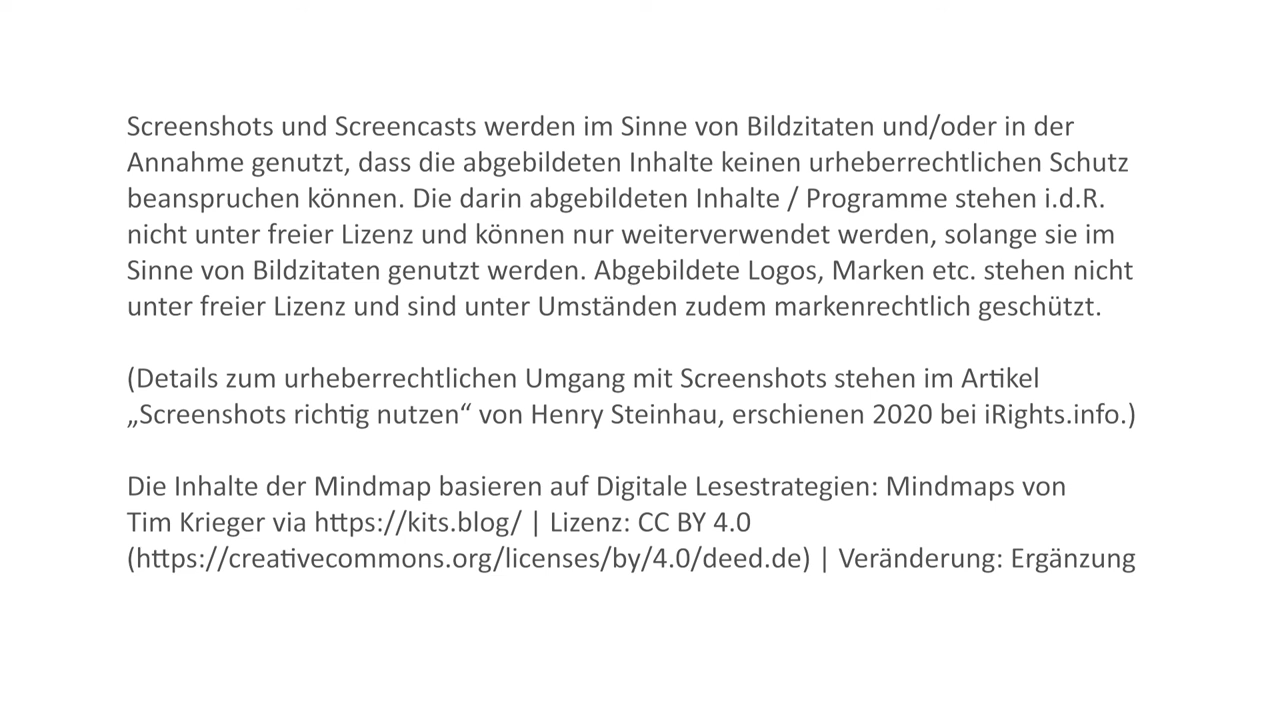 Screenshots und Screencasts werden im Sinne von Bildzitaten und/oder in der
Annahme genutzt, dass die abgebildeten Inhalte keinen urheberrechtlichen Schutz
beanspruchen können. Die darin abgebildeten Inhalte / Programme stehen i.d.R.
nicht unter freier Lizenz und können nur weiterverwendet werden, solange sie im
Sinne von Bildzitaten genutzt werden. Abgebildete Logos, Marken etc. stehen nicht
unter freier Lizenz und sind unter Umständen zudem markenrechtlich geschützt.
(Details zum urheberrechtlichen Umgang mit Screenshots stehen im Artikel
„Screenshots richtig nutzen“ von Henry Steinhau, erschienen 2020 bei iRights.info.)
Die Inhalte der Mindmap basieren auf Digitale Lesestrategien: Mindmaps von
Tim Krieger via https://kits.blog/ | Lizenz: CC BY 4.0
(https://creativecommons.org/licenses/by/4.0/deed.de) | Veränderung: Ergänzung